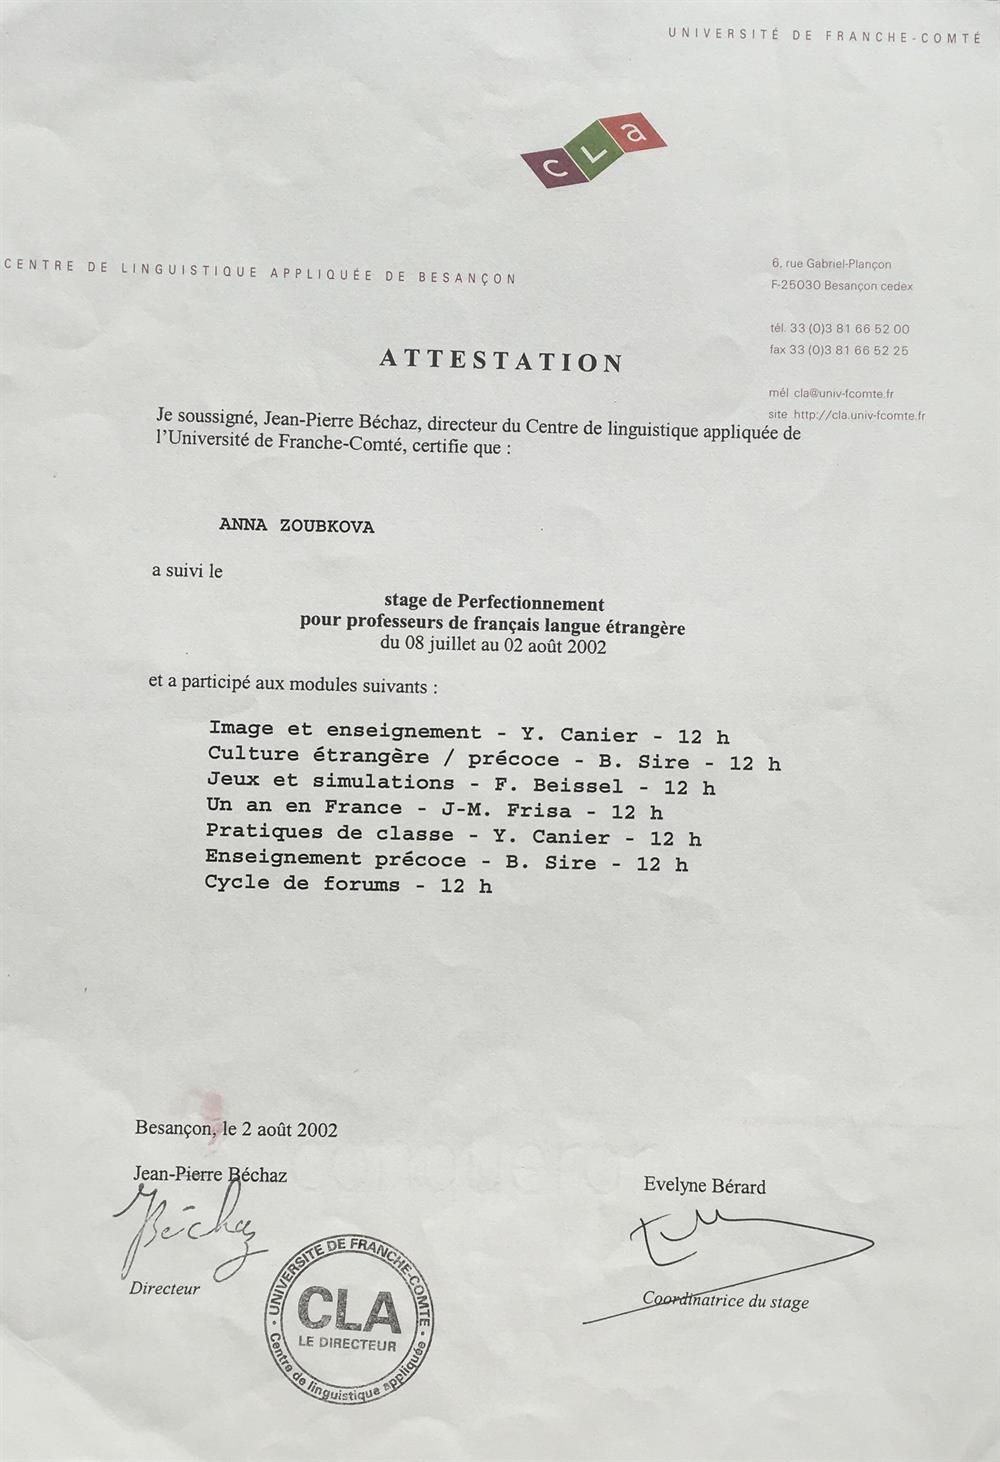 UNIVERSITÉ DE FRANCHE-COMTÉ
cLa
CENTRE DE LINGUISTIQUE APPLIQUÉE DE BESANÇON
6, rue Gabriel-Plançon
F-25030 Besançon cedex
tél. 33 (0)3 81 66 52 00
fax 33 (0)3 81 66 52 25
mél cla@univ-fcomte.fr
site http://cla.univ-fcomte.fr
ATTESTATION
Je soussigné, Jean-Pierre Béchaz, directeur du Centre de linguistique appliquée de
l'Université de Franche-Comté, certifie que :
ANNA ZOUBKOVA
a suivi le
stage de Perfectionnement
pour professeurs de français langue étrangère
du 08 juillet au 02 août 2002
et a participé aux modules suivants :
Image et enseignement - Y. Canier - 12 h
Culture étrangère / précoce - B. Sire - 12 h
Jeux et simulations - F. Beissel - 12 h
Un an en France - J-M. Frisa - 12 h
Pratiques de classe - Y. Canier - 12 h
Enseignement précoce - B. Sire - 12 h
Cycle de forums - 12 h
Besançon, le 2 août 2002
Jean-Pierre Béchaz
Béchaz
Directeur
Evelyne Bérard
Coordinatrice du stage
UNIVERSITE DE FRANCHE-COMTE
CLA
LE DIRECTEUR
Centre de linguistique appliquée